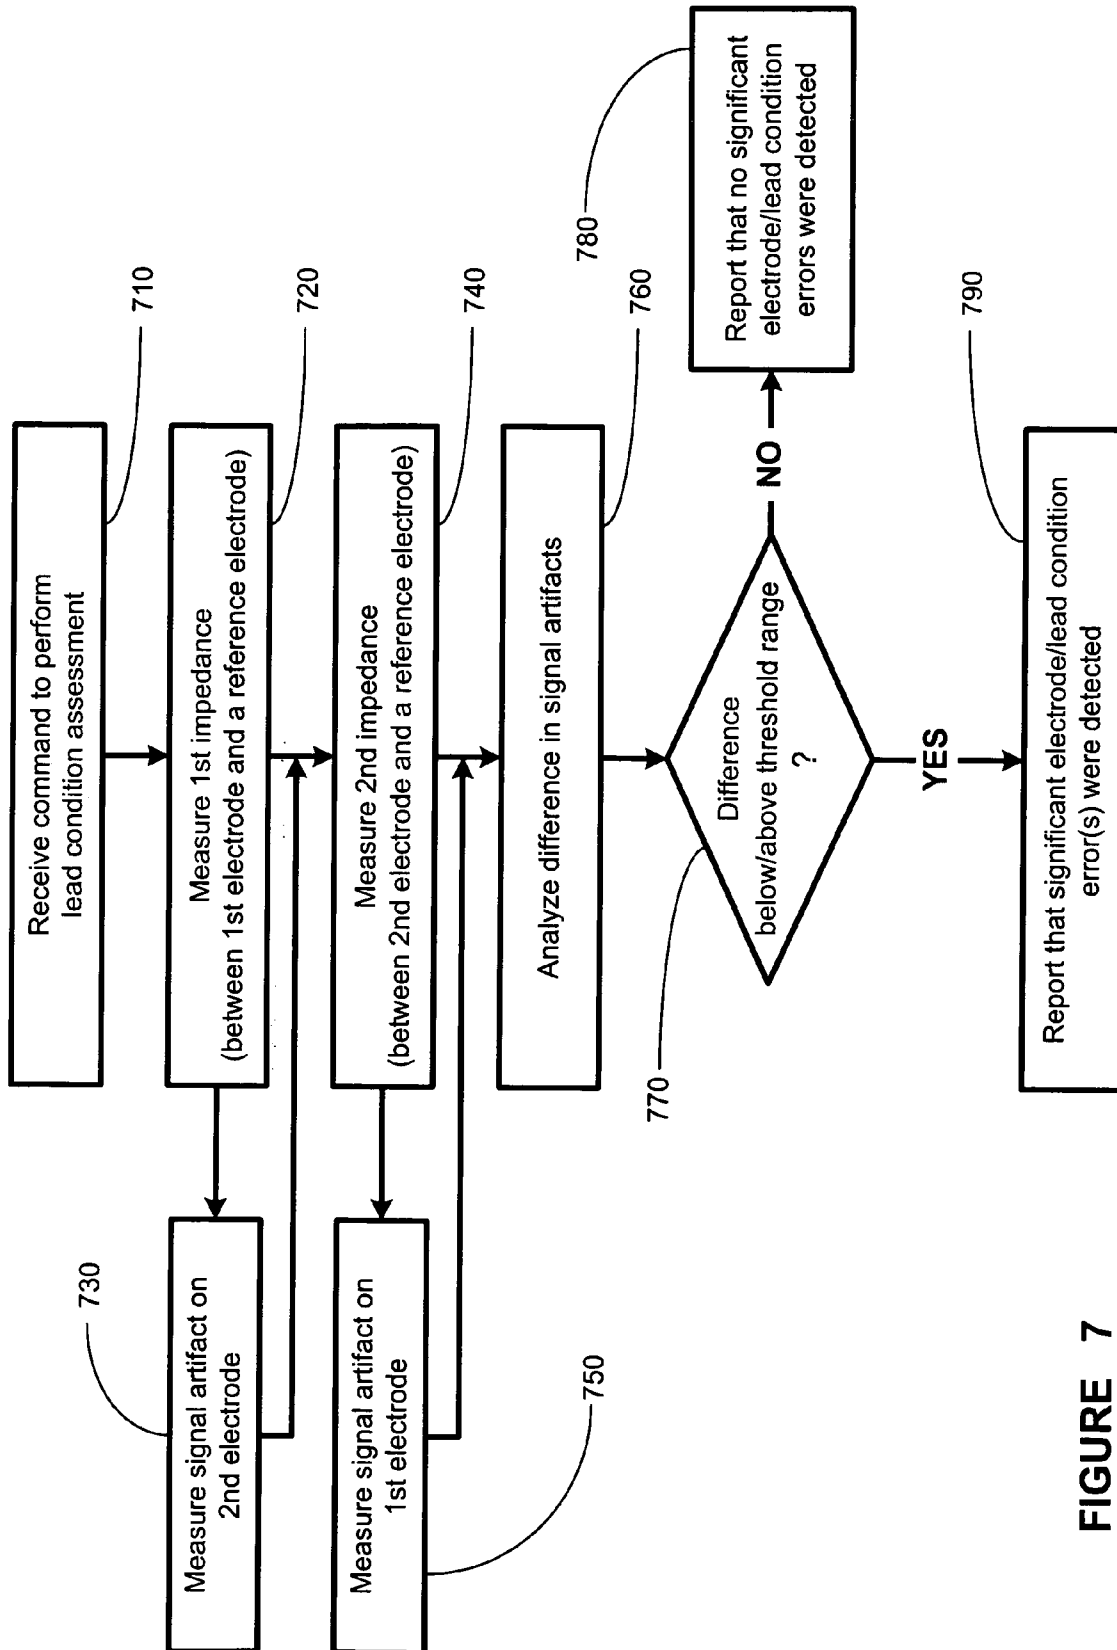 Receive command to perform
lead condition assessment
710
Measure 1st impedance
(between 1st electrode and a reference electrode)
720
Measure signal artifact on
2nd electrode
730
Measure 2nd impedance
(between 2nd electrode and a reference electrode)
740
Measure signal artifact on
1st electrode
750
Analyze difference in signal artifacts
760
Difference
below/above threshold range
?
770
NO
Report that no significant
electrode/lead condition
errors were detected
780
YES
Report that significant electrode/lead condition
error(s) were detected
790
FIGURE 7